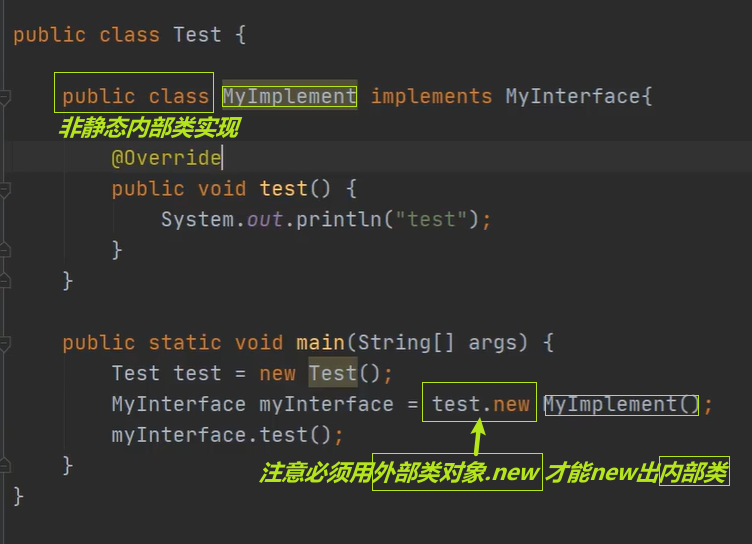 public class Test {
public class MyImplement implements MyInterface{
非静态内部类实现
@Override
public void test() {
System.out.println("test");
}
}
public static void main(String[] args) {
Test test = new Test();
MyInterface myInterface = test.new MyImplement();
myInterface.test();
}
注意必须用外部类对象.new 才能new出内部类
}